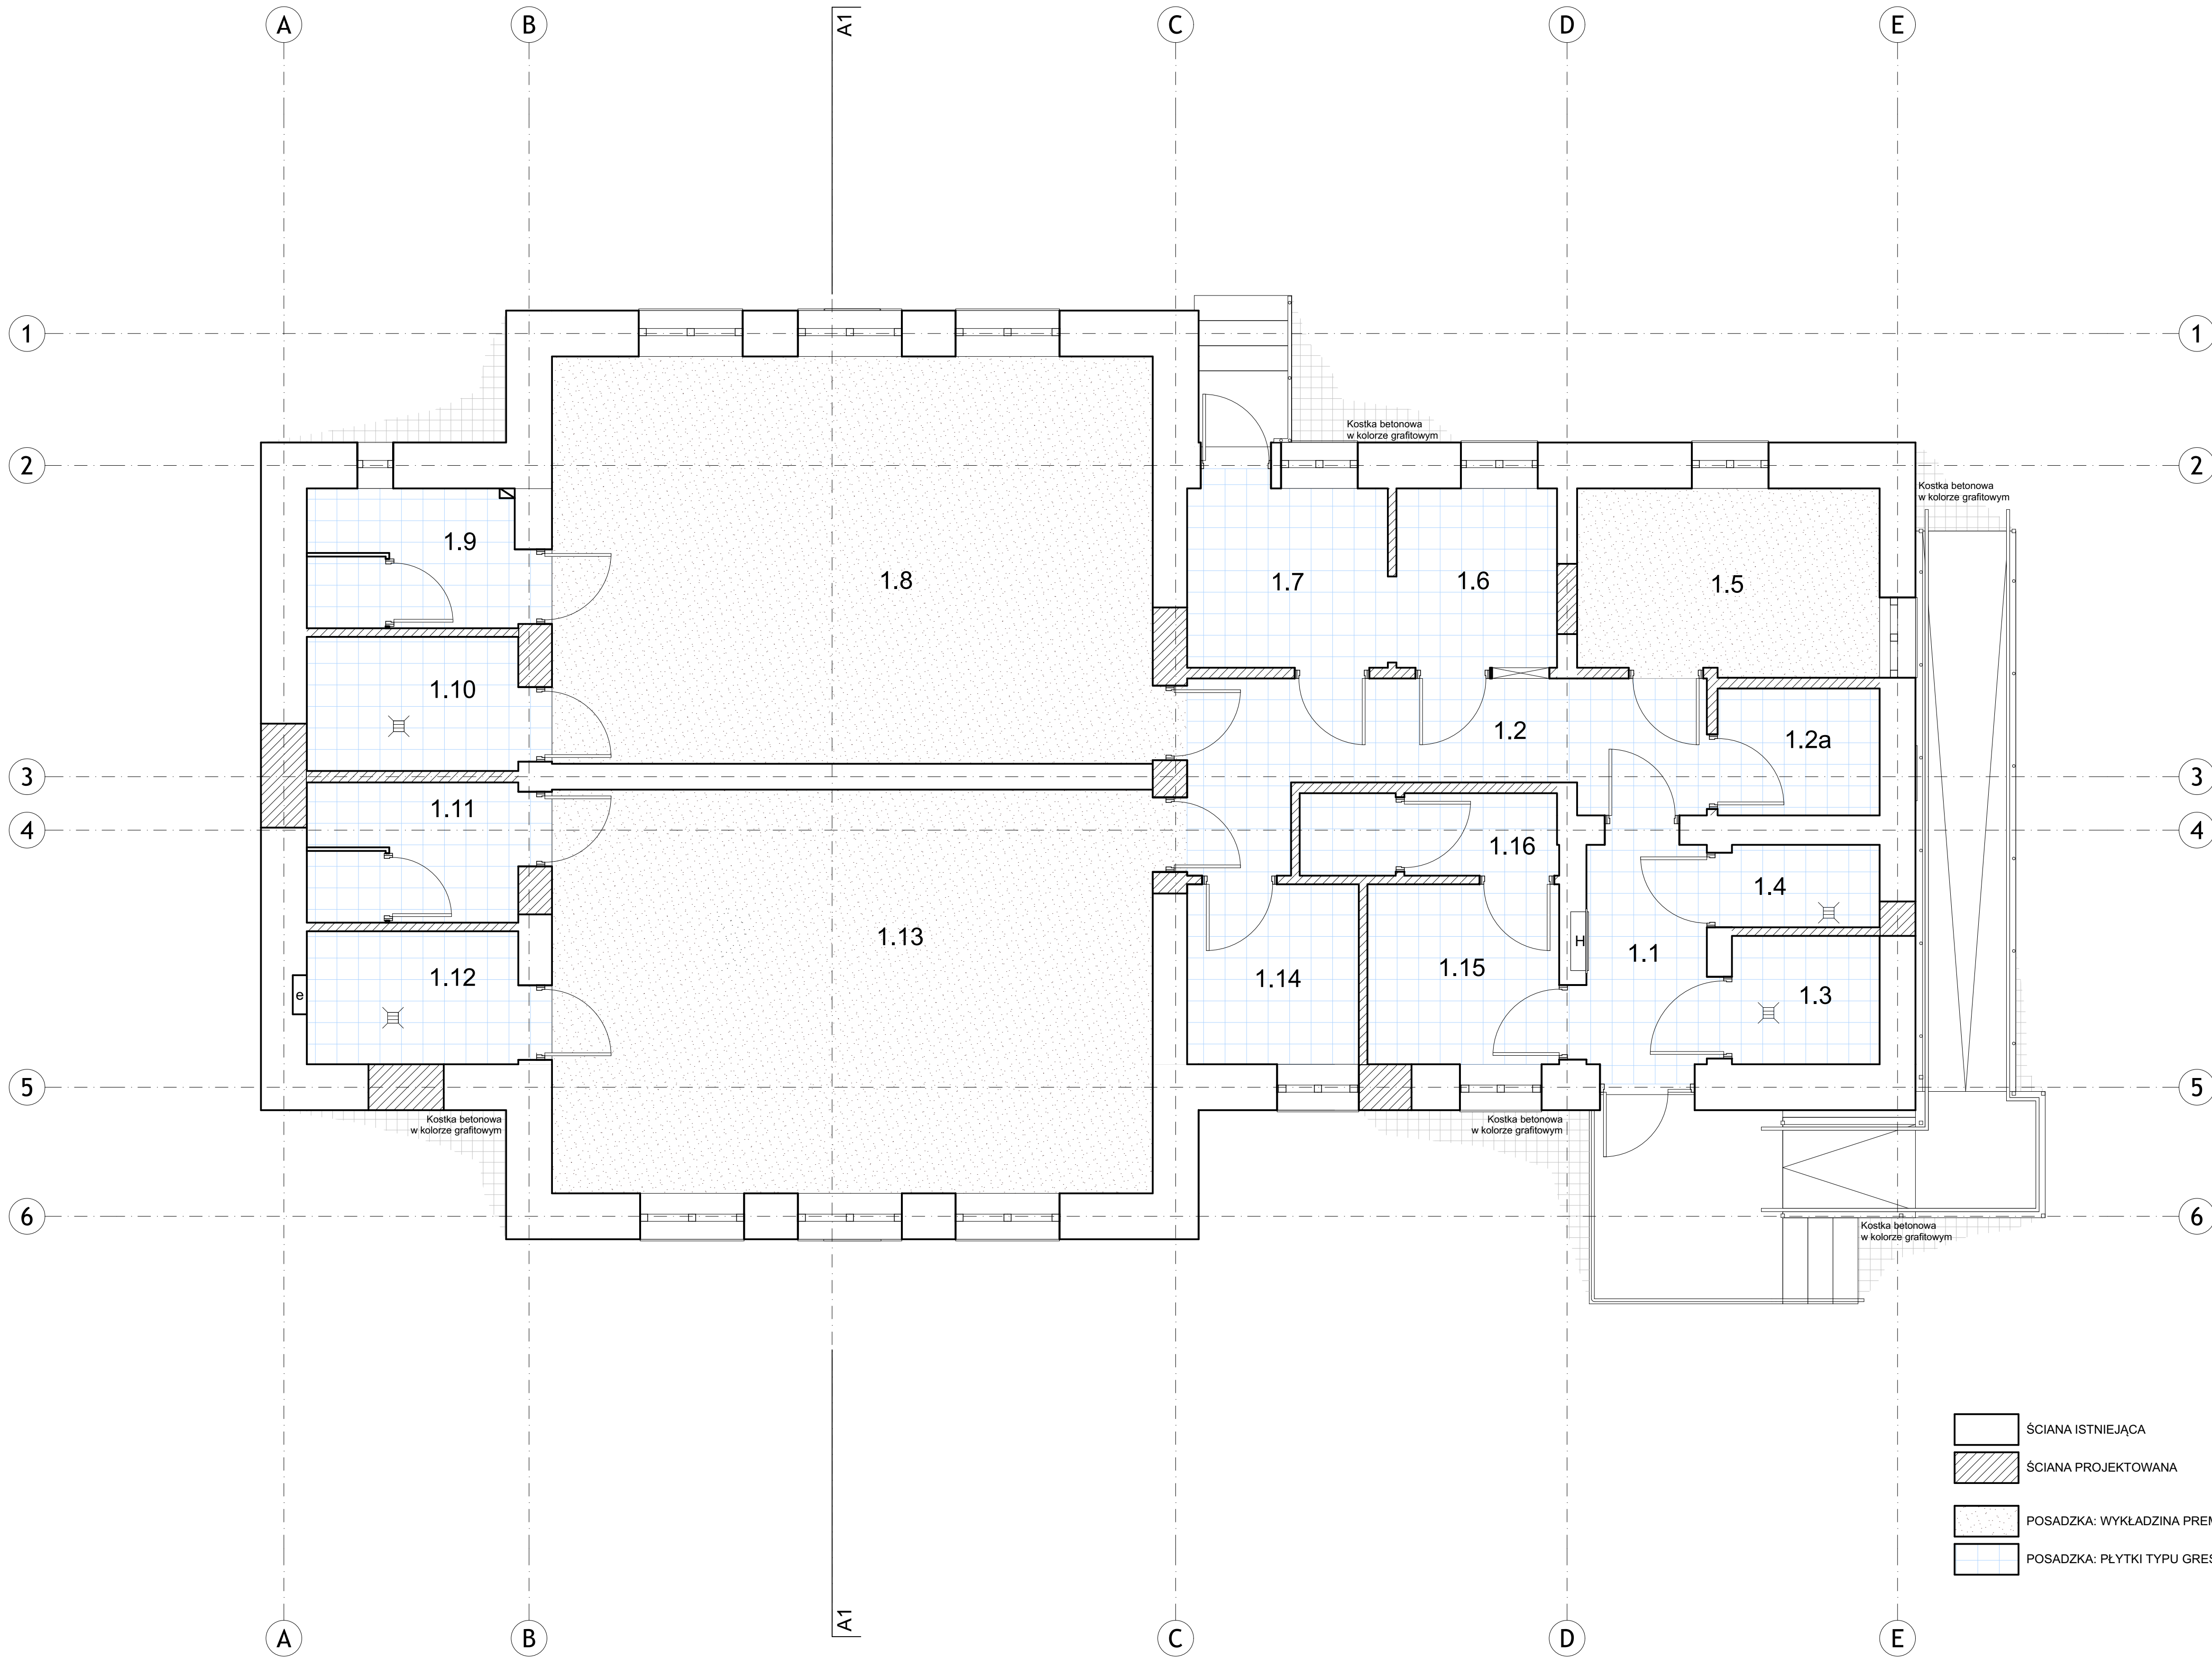 A
B
A1
C
D
E
1
1
Kostka betonowa
w kolorze grafitowym
2
2
Kostka betonowa
w kolorze grafitowym
1.9
1.8
1.7
1.6
1.5
1.10
1.2
1.2a
3
3
1.11
4
4
1.16
1.4
1.13
H
1.1
1.12
e
1.14
1.15
1.3
5
5
Kostka betonowa
w kolorze grafitowym
Kostka betonowa
w kolorze grafitowym
6
6
Kostka betonowa
w kolorze grafitowym
ŚCIANA ISTNIEJĄCA
ŚCIANA PROJEKTOWANA
POSADZKA: WYKŁADZINA
POSADZKA: PŁYTKI TYPU GRES
A1
A
B
C
D
E